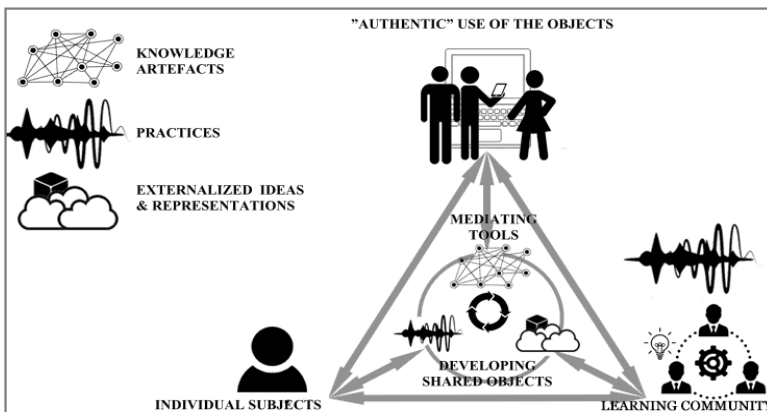 "AUTHENTIC" USE OF THE OBJECTS
KNOWLEDGE
ARTEFACTS
PRACTICES
EXTERNALIZED IDEAS
& REPRESENTATIONS
MEDIATING
TOOLS
DEVELOPING
SHARED OBJECTS
INDIVIDUAL SUBJECTS
LEARNING COMMUNITY